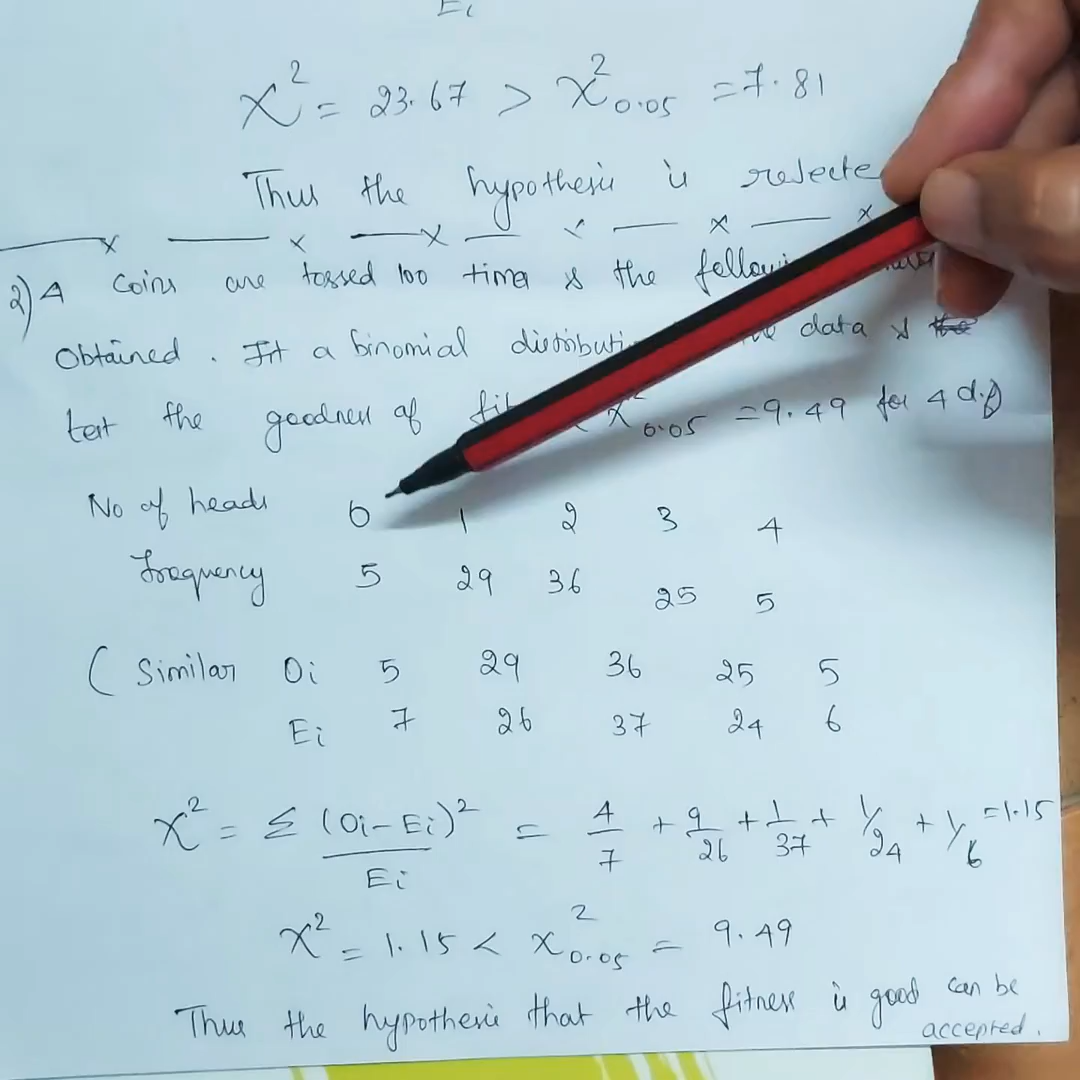 Ei
χ² = 23.67 > χ²0.05 = 7.81
Thus the hypothesis is rejecte
2) 4 coins are tossed 100 times & the followi
obtained . Fit a binomial distributi data &
test the goodness of fit χ²0.05 = 9.49 for 4 d.f)
No of heads 0 1 2 3 4
Frequency 5 29 36 25 5
( Similar Oi 5 29 36 25 5
Ei 7 26 37 24 6
χ² = Σ (Oi-Ei)²/Ei = 4/7 + 9/26 + 1/37 + 1/24 + 1/6 = 1.15
χ² = 1.15 < χ²0.05 = 9.49
Thus the hypothesis that the fitness is good can be
accepted.